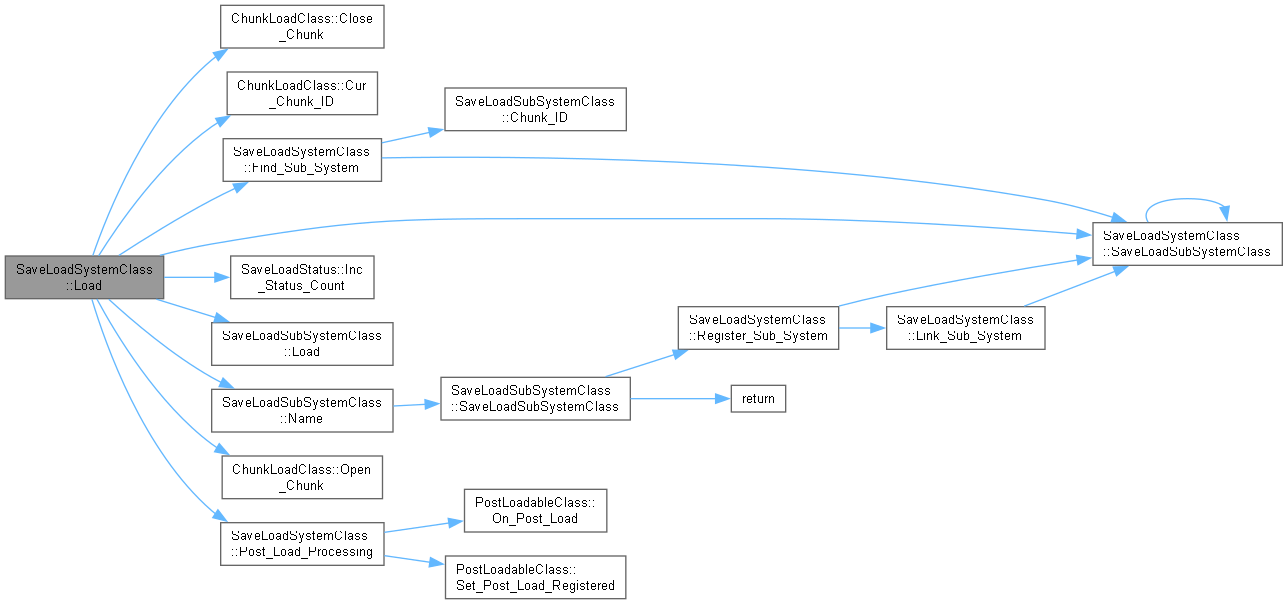 ChunkLoadClass::Close
_Chunk
ChunkLoadClass::Cur
_Chunk_ID
SaveLoadSubSystemClass
::Chunk_ID
SaveLoadSystemClass
::Find_Sub_System
SaveLoadSystemClass
::SaveLoadSubSystemClass
SaveLoadSystemClass
::Load
SaveLoadStatus::Inc
_Status_Count
SaveLoadSubSystemClass
::Load
SaveLoadSystemClass
::Register_Sub_System
SaveLoadSystemClass
::Link_Sub_System
SaveLoadSubSystemClass
::Name
SaveLoadSubSystemClass
::SaveLoadSubSystemClass
return
ChunkLoadClass::Open
_Chunk
PostLoadableClass::
On_Post_Load
SaveLoadSystemClass
::Post_Load_Processing
PostLoadableClass::
Set_Post_Load_Registered